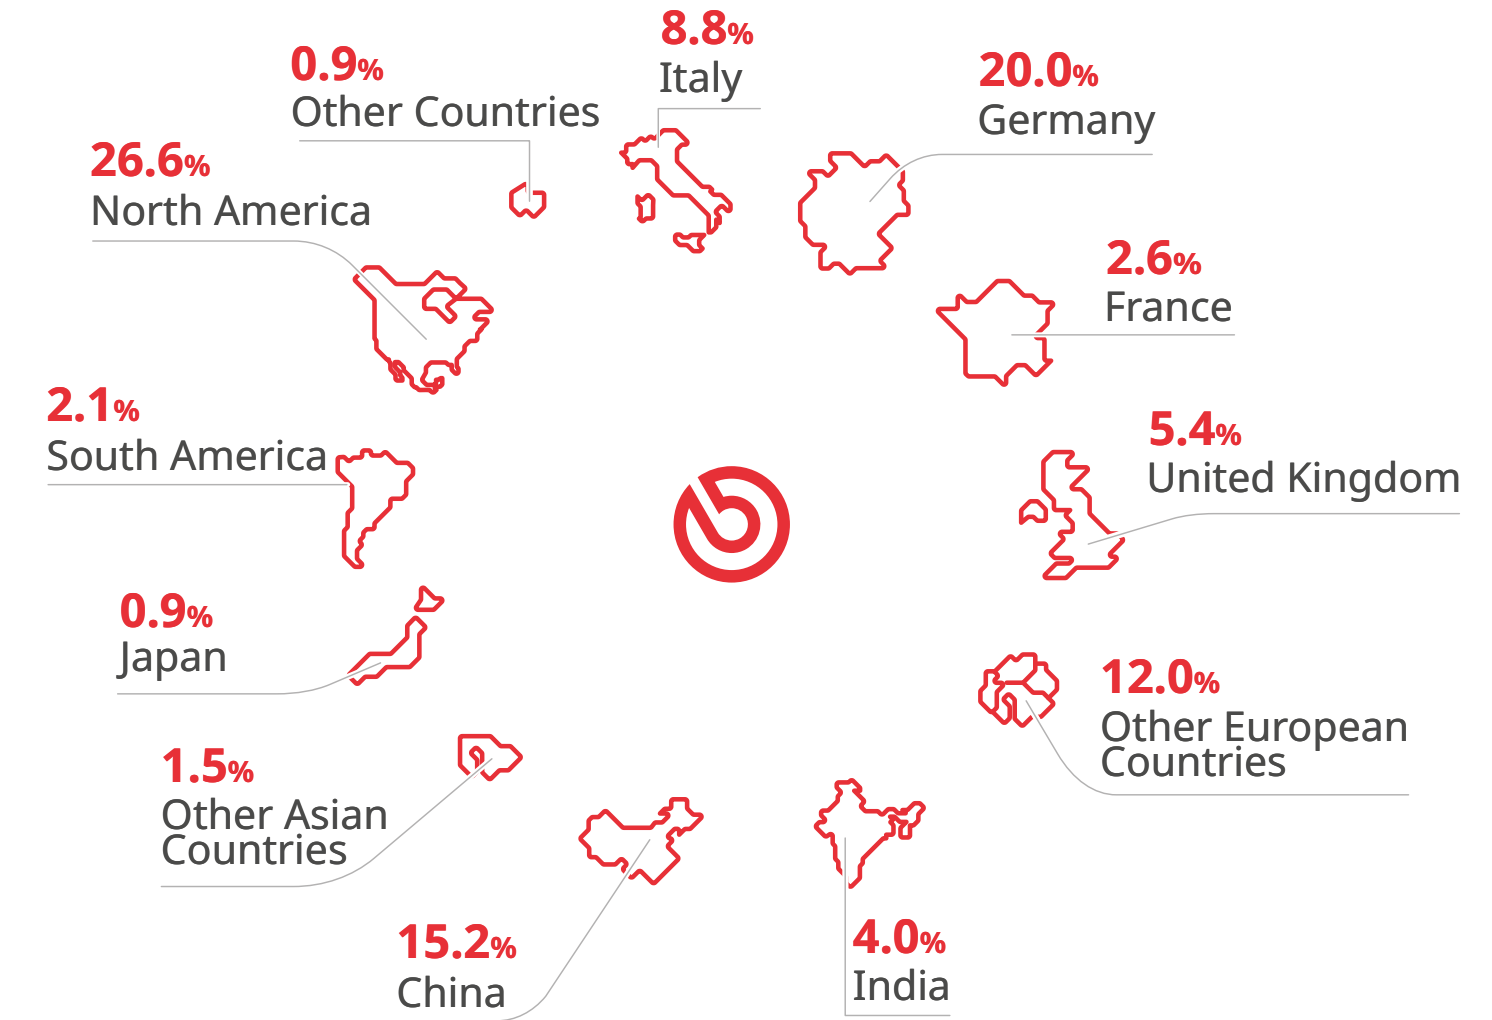 8.8%
Italy
0.9%
Other Countries
20.0%
Germany
26.6%
North America
2.6%
France
2.1%
South America
5.4%
United Kingdom
0.9%
Japan
12.0%
Other European
Countries
1.5%
Other Asian
Countries
15.2%
China
4.0%
India